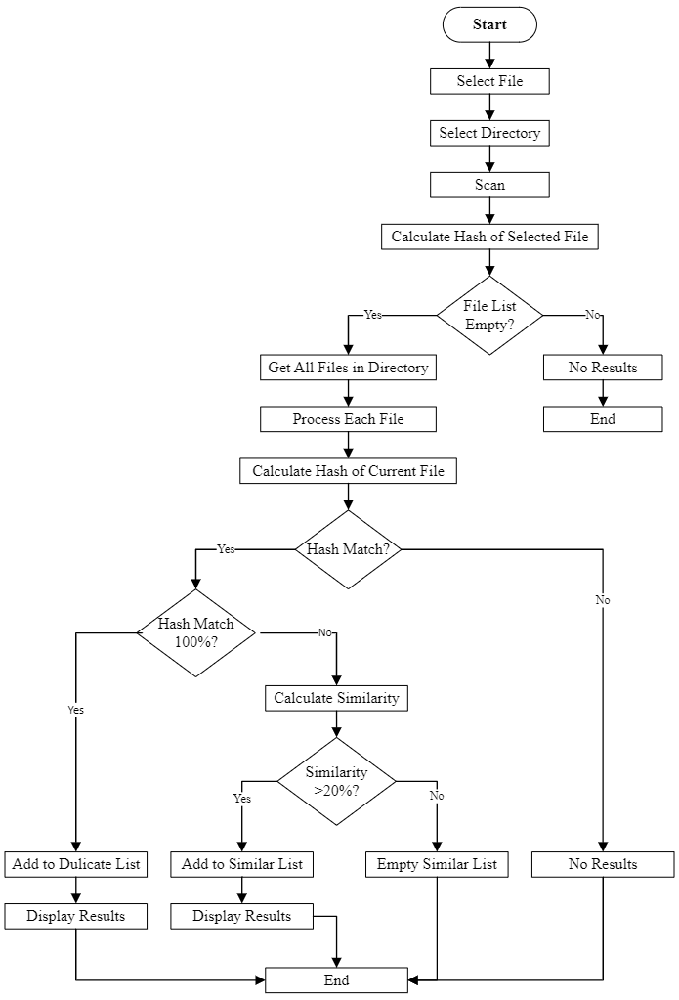 Start
Select File
Select Directory
Scan
Calculate Hash of Selected File
File List
Empty?
Yes
No
Get All Files in Directory
No Results
Process Each File
End
Calculate Hash of Current File
Hash Match?
Yes
No
Hash Match
100%?
No
Yes
Calculate Similarity
Similarity
>20%?
Yes
No
Add to Dulicate List
Add to Similar List
Empty Similar List
No Results
Display Results
Display Results
End